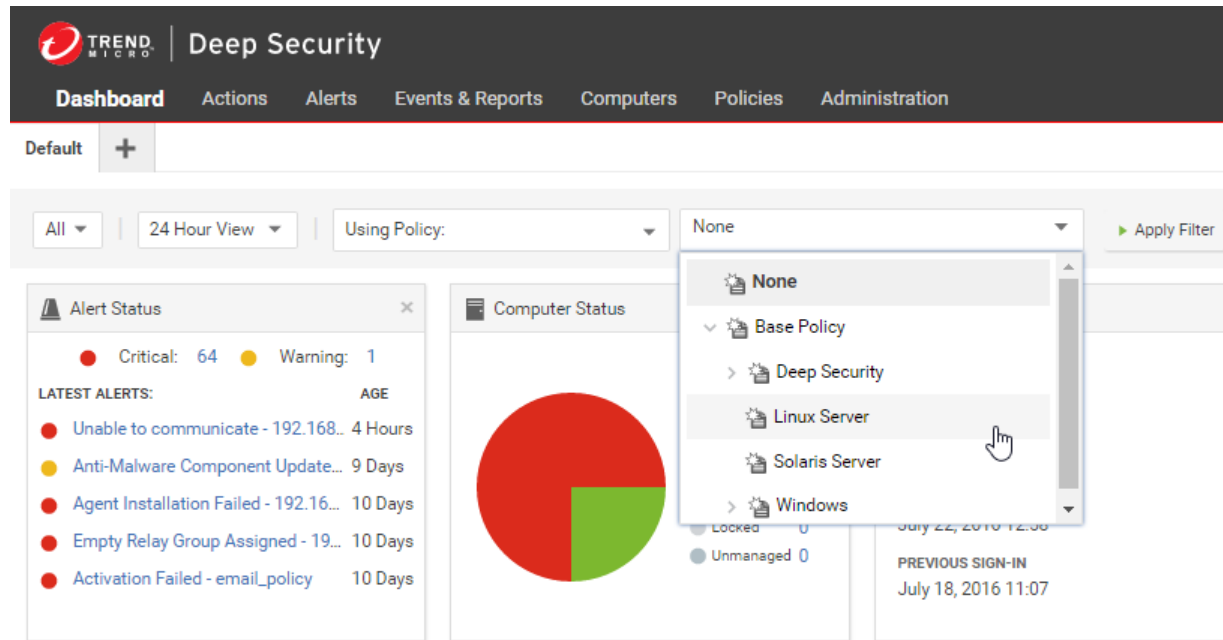 TREND MICRO | Deep Security
Dashboard Actions Alerts Events & Reports Computers Policies Administration
Default +
All 24 Hour View Using Policy: None Apply Filter
None
Base Policy
Deep Security
Linux Server
Solaris Server
Windows
Alert Status
Critical: 64 Warning: 1
LATEST ALERTS: AGE
Unable to communicate - 192.168.. 4 Hours
Anti-Malware Component Update... 9 Days
Agent Installation Failed - 192.16... 10 Days
Empty Relay Group Assigned - 19... 10 Days
Activation Failed - email_policy 10 Days
Computer Status
Locked 0
Unmanaged 0
July 22, 2016
PREVIOUS SIGN-IN
July 18, 2016 11:07